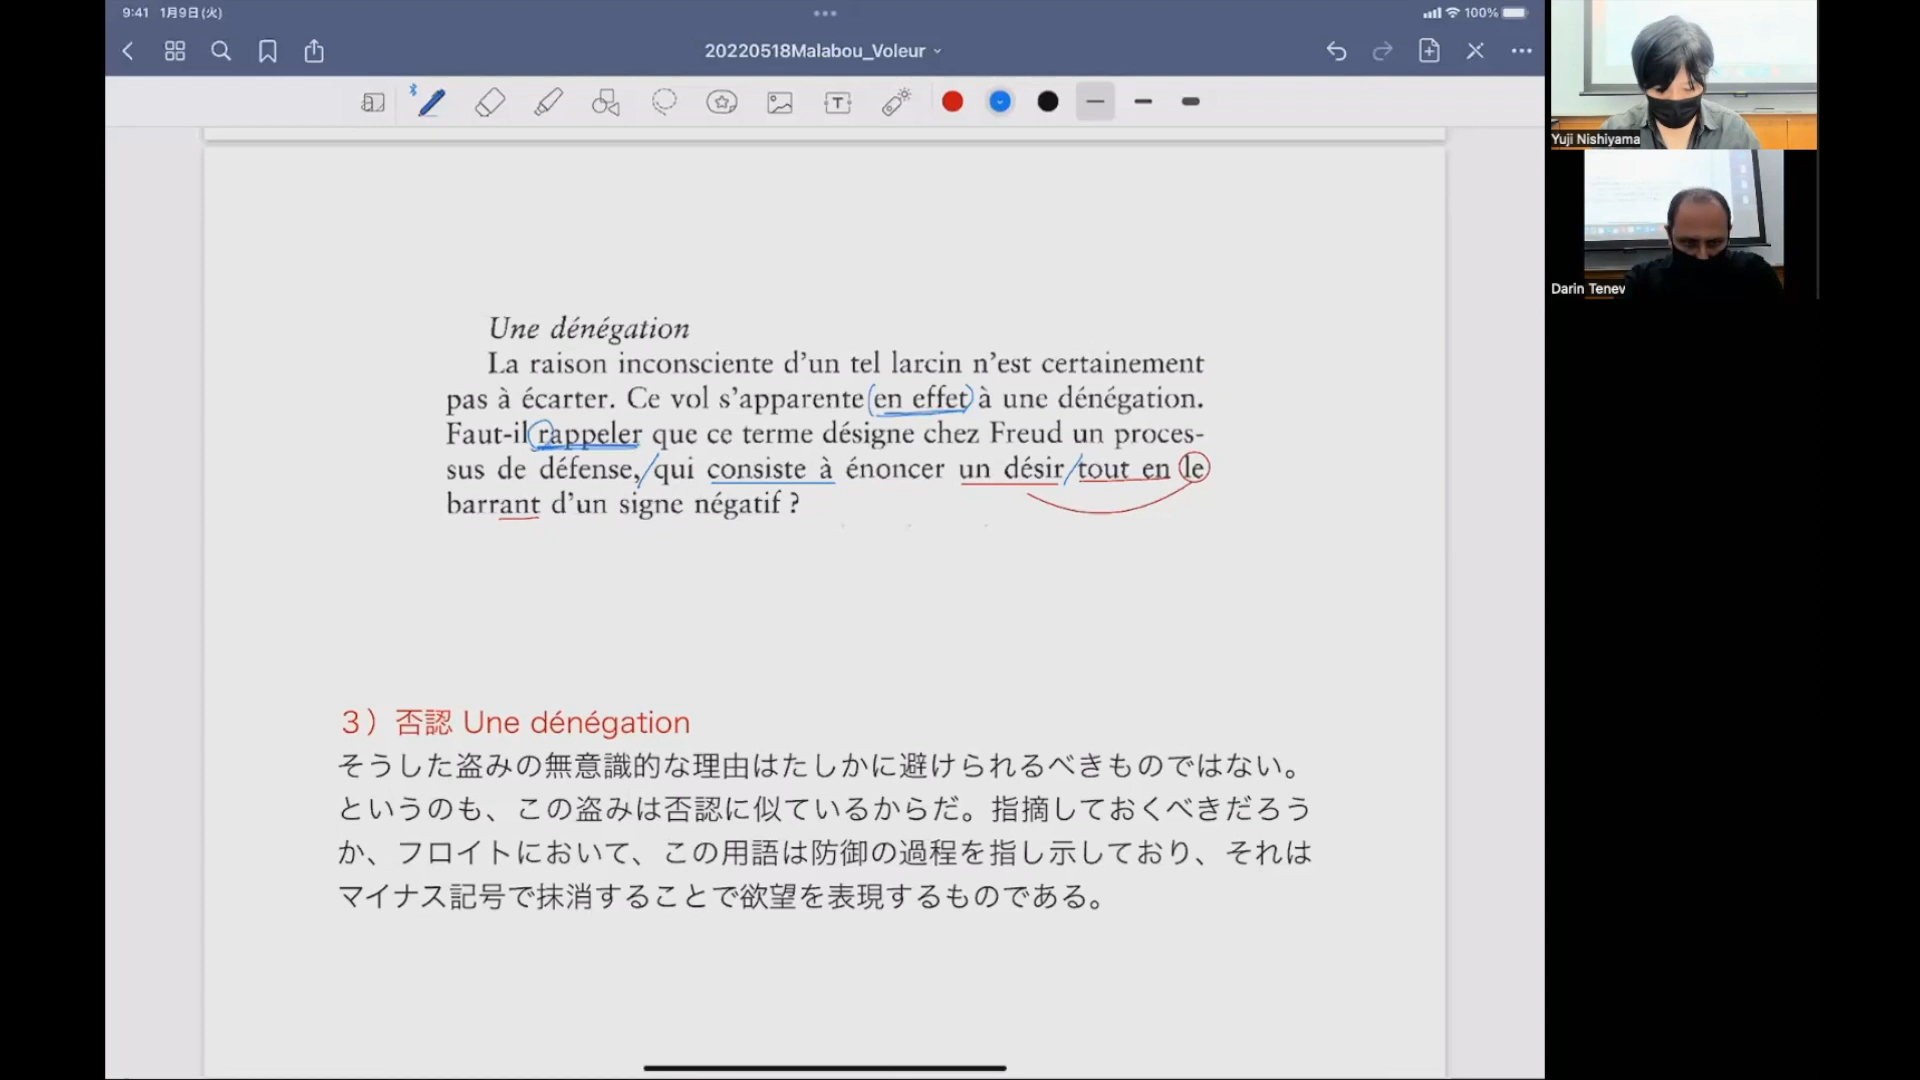 9:41 1月9日(火)
100%
20220518Malabou_Voleur
T
Yuji Nishiyama
Darin Tenev
Une dénégation
La raison inconsciente d'un tel larcin n'est certainement
pas à écarter. Ce vol s'apparente en effet à une dénégation.
Faut-il rappeler que ce terme désigne chez Freud un proces-
sus de défense, qui consiste à énoncer un désir tout en le
barrant d'un signe négatif ?
3）否認 Une dénégation
そうした盗みの無意識的な理由はたしかに避けられるべきものではない。
というのも、この盗みは否認に似ているからだ。指摘しておくべきだろう
か、フロイトにおいて、この用語は防御の過程を指し示しており、それは
マイナス記号で抹消することで欲望を表現するものである。